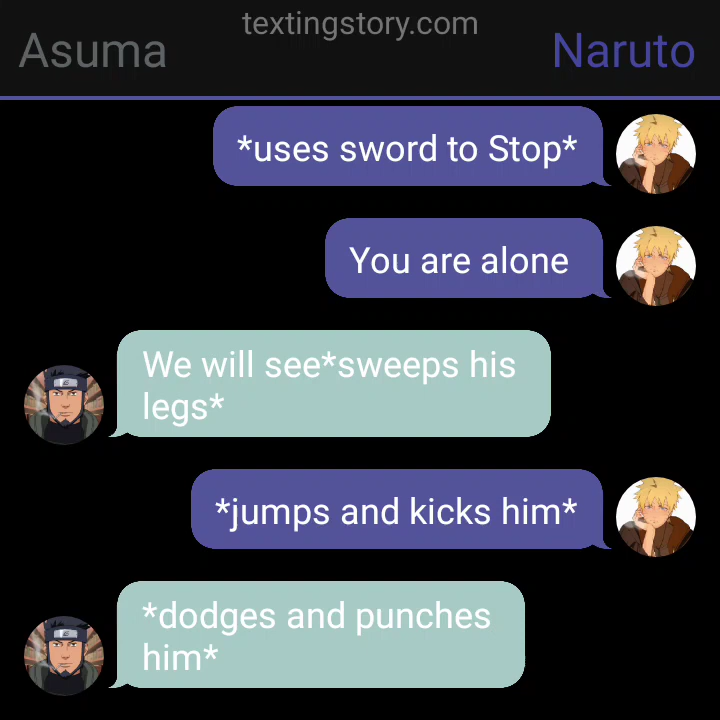 textingstory.com
Asuma
Naruto
*uses sword to Stop*
You are alone
We will see*sweeps his
legs*
*jumps and kicks him*
*dodges and punches
him*